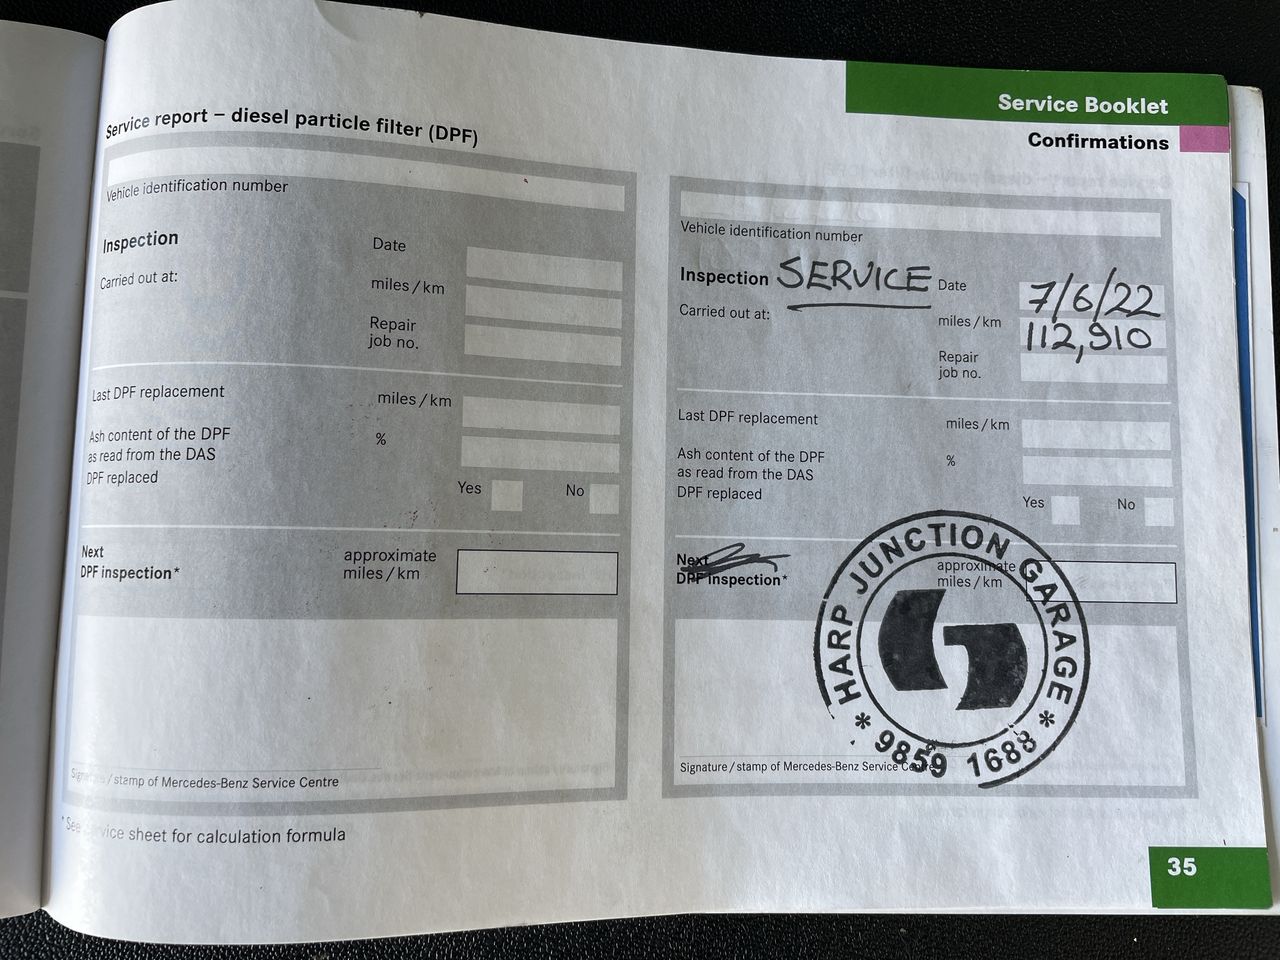 Service Booklet
Confirmations
Service report – diesel particle filter (DPF)
Vehicle identification number
Inspection
Date
Carried out at:
miles / km
Repair
job no.
Last DPF replacement
miles / km
Ash content of the DPF
as read from the DAS
%
DPF replaced
Yes
No
Next
DPF inspection*
approximate
miles / km
/ stamp of Mercedes-Benz Service Centre
sheet for calculation formula
Vehicle identification number
Inspection SERVICE
Date 7/6/22
Carried out at:
miles / km 112,910
Repair
job no.
Last DPF replacement
miles / km
Ash content of the DPF
as read from the DAS
%
DPF replaced
Yes
No
Next
DPF inspection*
approximate
miles / km
HARP JUNCTION GARAGE
* 9859 1688 *
Signature / stamp of Mercedes-Benz Service Centre
35